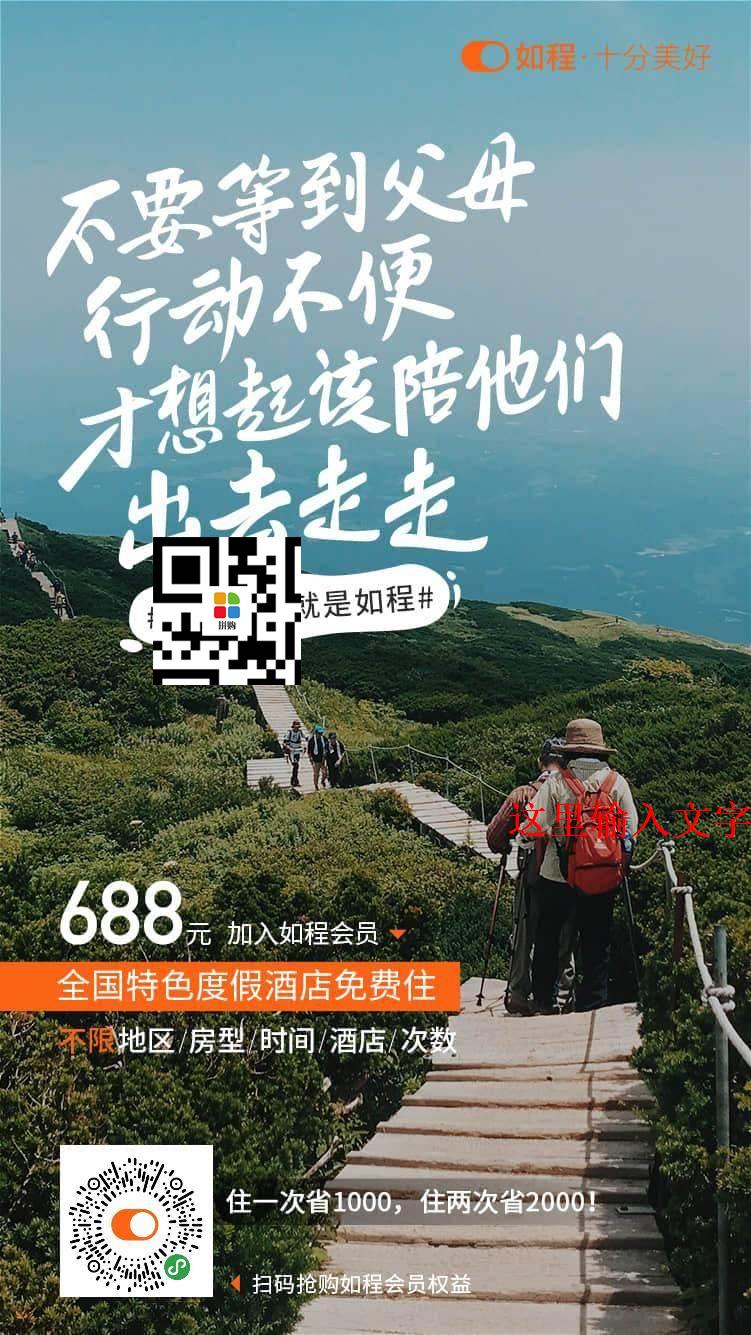 如程·十分美好
不要等到父母
行动不便
才想起该陪他们
出去走走
#就是如程#
拼购
这里输入文字
688元 加入如程会员
全国特色度假酒店免费住
不限地区/房型/时间/酒店/次数
住一次省1000，住两次省2000！
扫码抢购如程会员权益